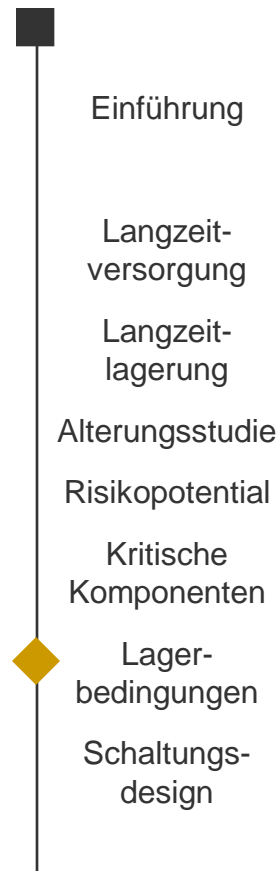 Einführung
Langzeit-
versorgung
Langzeit-
lagerung
Alterungsstudie
Risikopotential
Kritische
Komponenten
Lager-
bedingungen
Schaltungs-
design